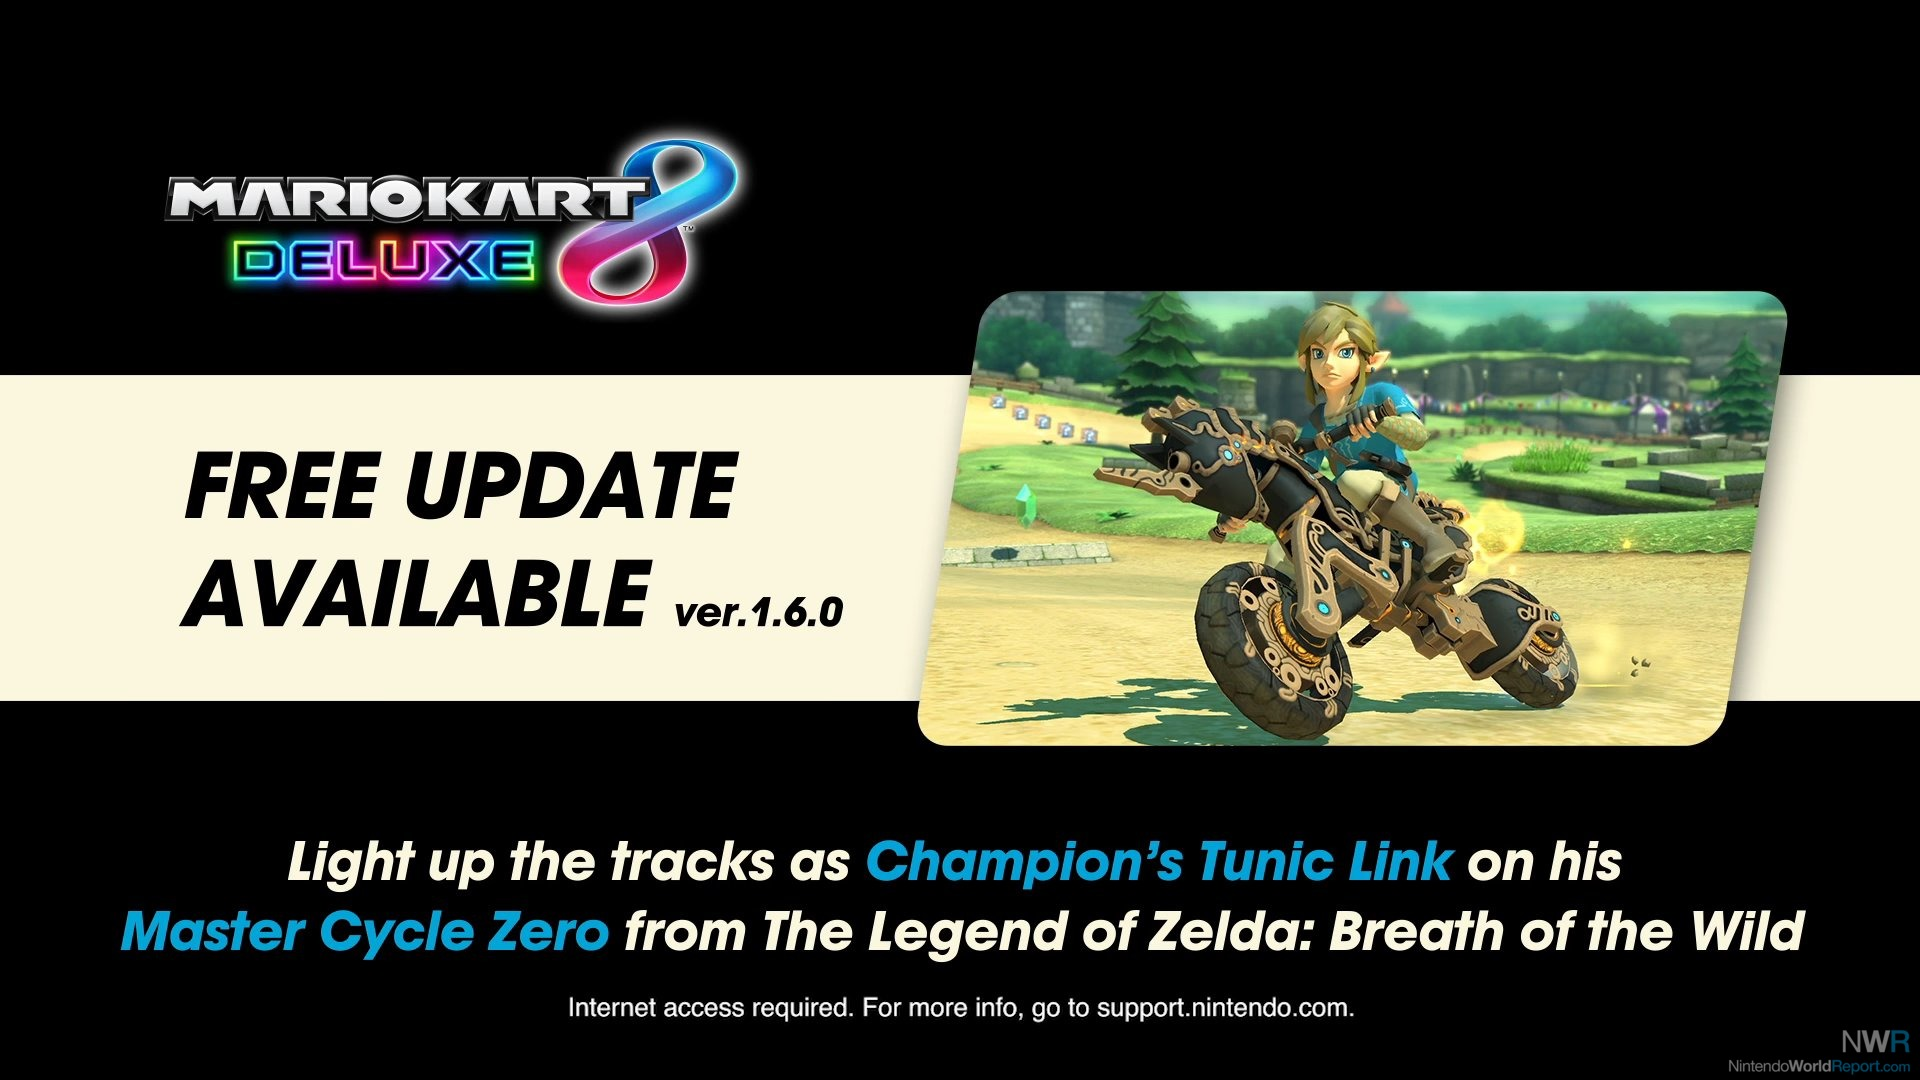 MARIOKART 8
™
DELUXE
FREE UPDATE
AVAILABLE ver.1.6.0
Light up the tracks as Champion’s Tunic Link on his
Master Cycle Zero from The Legend of Zelda: Breath of the Wild
Internet access required. For more info, go to support.nintendo.com.
NWR
NintendoWorldReport.com